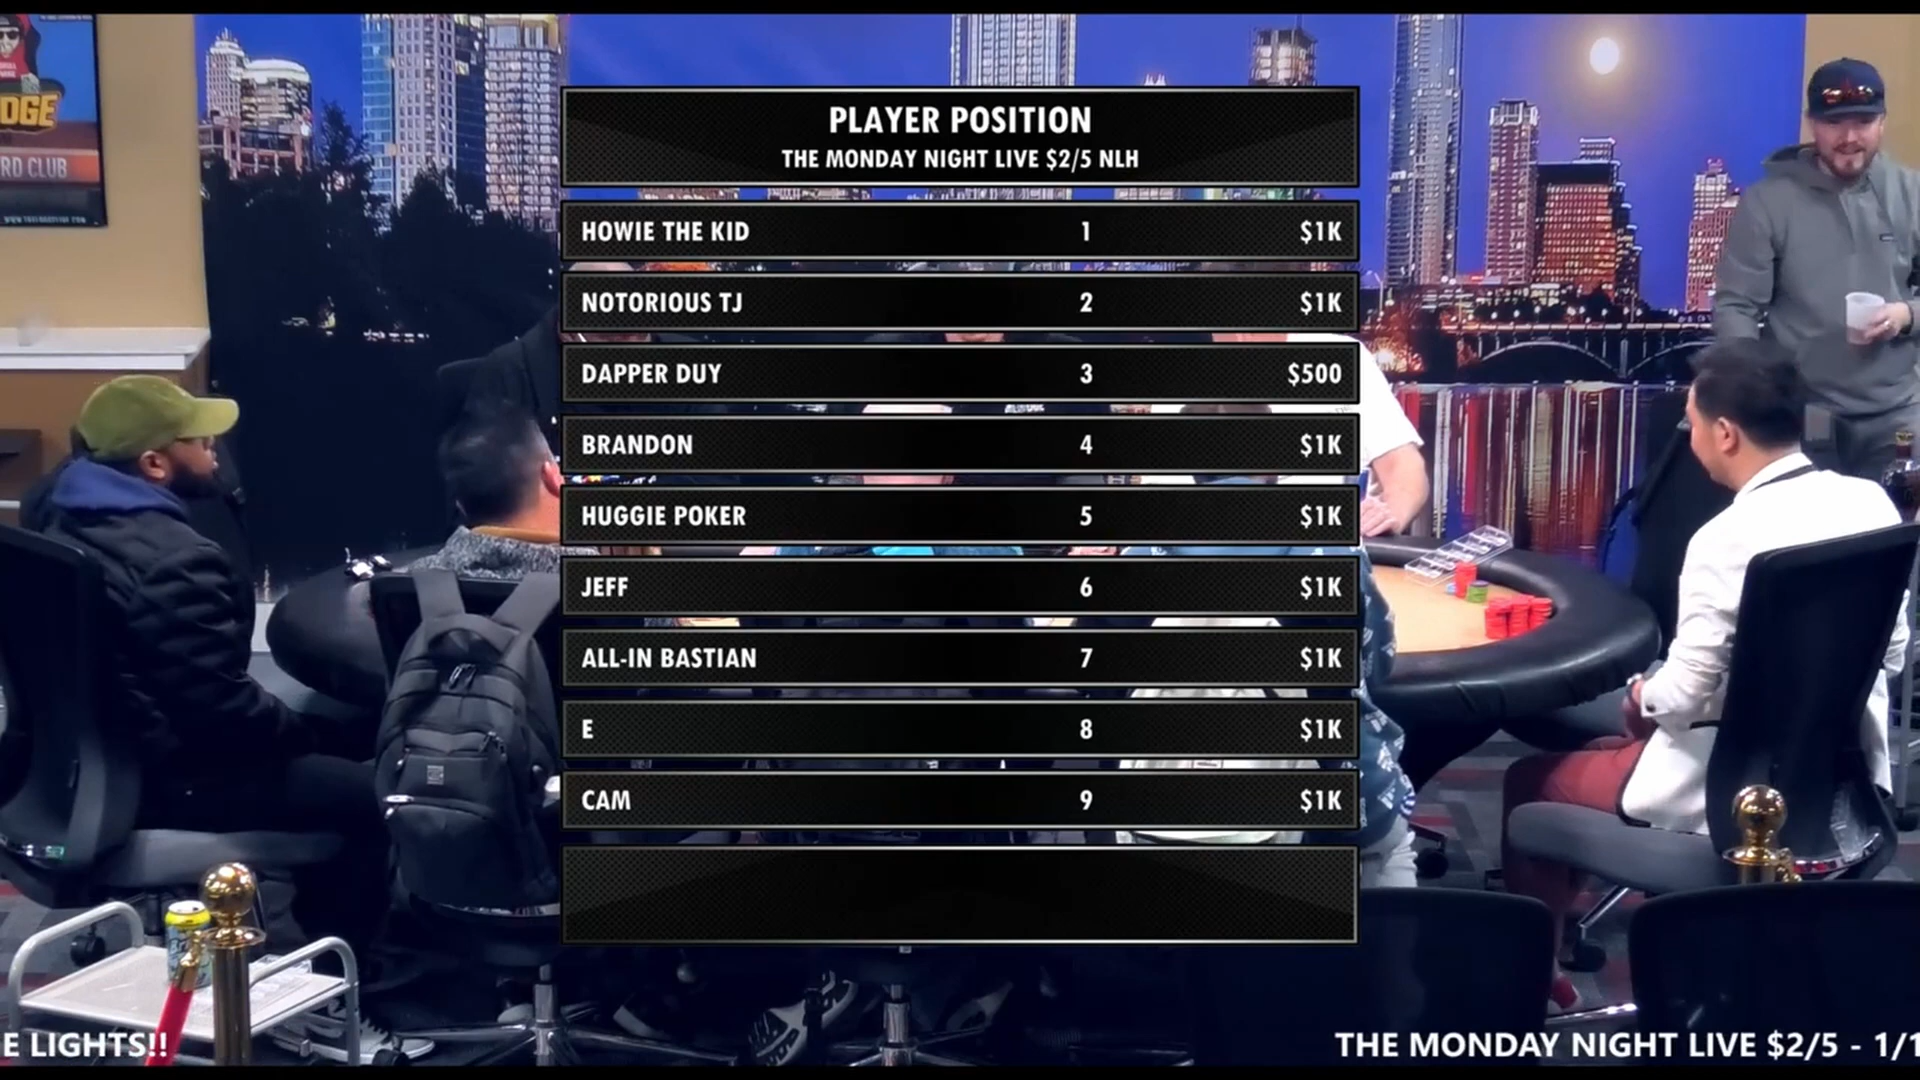 DGE
RD CLUB
PLAYER POSITION
THE MONDAY NIGHT LIVE $2/5 NLH
HOWIE THE KID 1 $1K
NOTORIOUS TJ 2 $1K
DAPPER DUY 3 $500
BRANDON 4 $1K
HUGGIE POKER 5 $1K
JEFF 6 $1K
ALL-IN BASTIAN 7 $1K
E 8 $1K
CAM 9 $1K
E LIGHTS!! THE MONDAY NIGHT LIVE $2/5 - 1/1